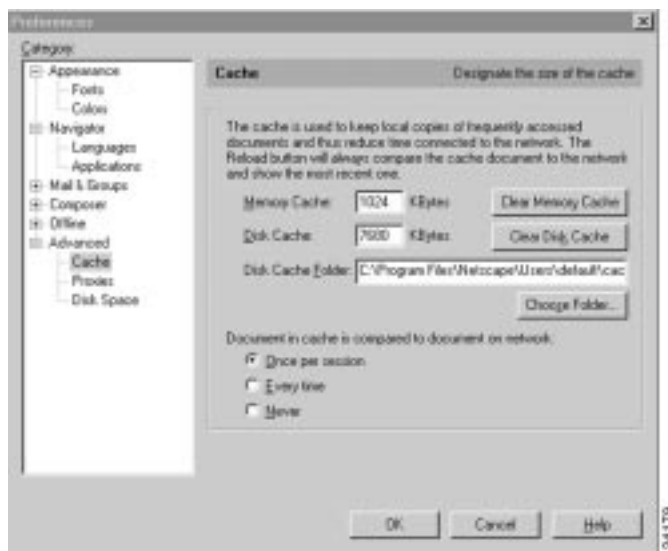 Preferences
Category:
Appearance
Fonts
Colors
Navigator
Languages
Applications
Mail & Groups
Composer
Offline
Advanced
Cache
Proxies
Disk Space
Cache
Designate the size of the cache
The cache is used to keep local copies of frequently accessed
documents and thus reduce time connected to the network. The
Reload button will always compare the cache document to the network
and show the most recent one.
Memory Cache: 1024 KBytes Clear Memory Cache
Disk Cache: 7680 KBytes Clear Disk Cache
Disk Cache Folder: C:\Program Files\Netscape\Users\default\cac
Choose Folder...
Document in cache is compared to document on network:
Once per session
Every time
Never
OK Cancel Help